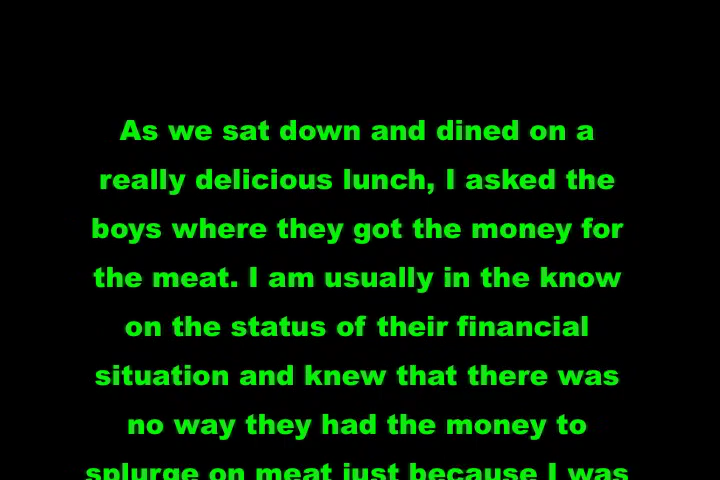 As we sat down and dined on a
really delicious lunch, I asked the
boys where they got the money for
the meat. I am usually in the know
on the status of their financial
situation and knew that there was
no way they had the money to
splurge on meat just because I was